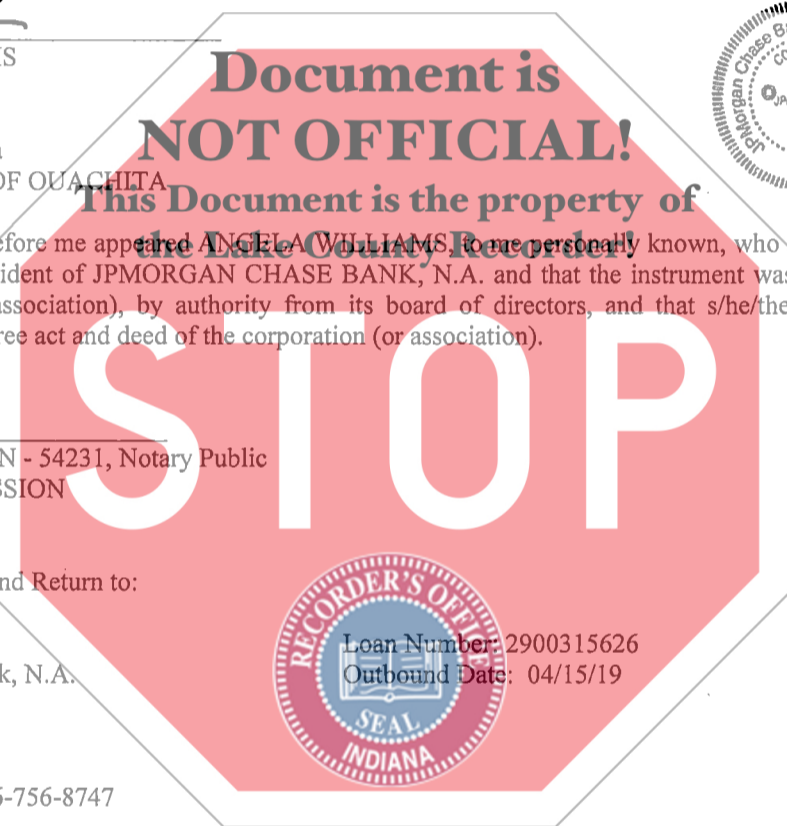 IS
Document is
NOT OFFICIAL!
OF OUACHITA
This Document is the property of
the Lake County Recorder!
efore me appeared ANGELA WILLIAMS, to me personally known, who
ident of JPMORGAN CHASE BANK, N.A. and that the instrument was
association), by authority from its board of directors, and that s/he/the
ree act and deed of the corporation (or association).
STOP
N - 54231, Notary Public
SSION
nd Return to:
Loan Number: 2900315626
k, N.A.
Outbound Date: 04/15/19
RECORDER'S OFFICE
SEAL
INDIANA
-756-8747
JPMorgan Chase